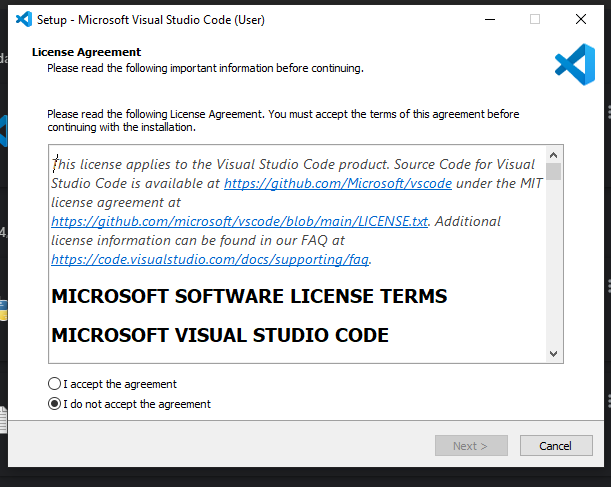 Setup - Microsoft Visual Studio Code (User)
License Agreement
Please read the following important information before continuing.
Please read the following License Agreement. You must accept the terms of this agreement before
continuing with the installation.
This license applies to the Visual Studio Code product. Source Code for Visual
Studio Code is available at https://github.com/Microsoft/vscode under the MIT
license agreement at
https://github.com/microsoft/vscode/blob/main/LICENSE.txt. Additional
license information can be found in our FAQ at
https://code.visualstudio.com/docs/supporting/faq.
MICROSOFT SOFTWARE LICENSE TERMS
MICROSOFT VISUAL STUDIO CODE
I accept the agreement
I do not accept the agreement
Next >
Cancel